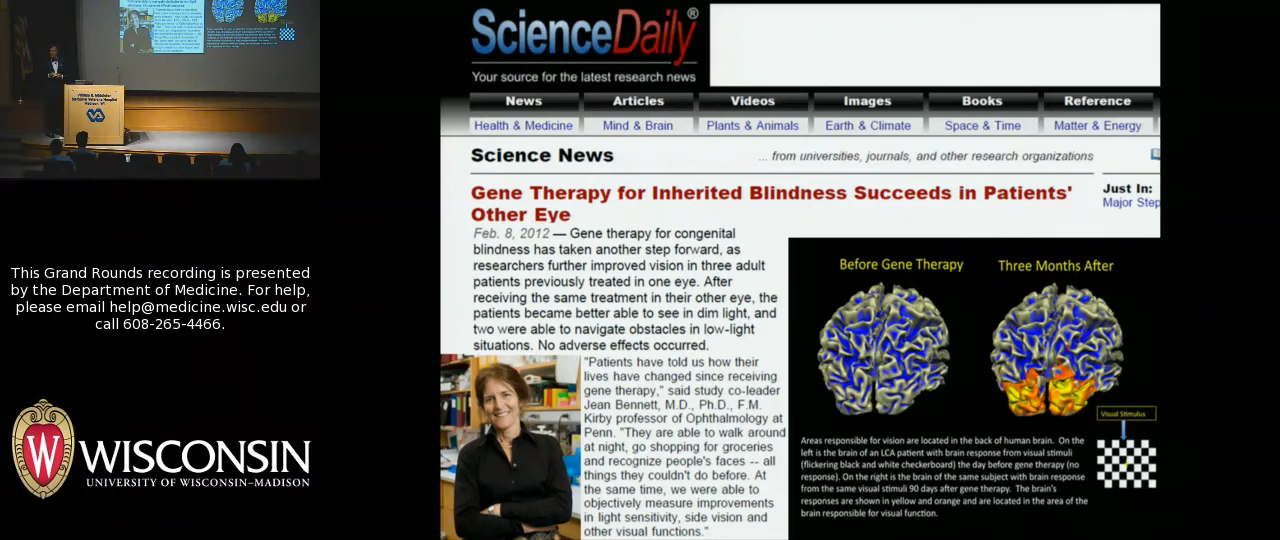 William S. Middleton
Memorial Veterans Hospital
Madison, WI
This Grand Rounds recording is presented
by the Department of Medicine. For help,
please email help@medicine.wisc.edu or
call 608-265-4466.
W
WISCONSIN
UNIVERSITY OF WISCONSIN–MADISON
ScienceDaily®
Your source for the latest research news
News Articles Videos Images Books Reference
Health & Medicine Mind & Brain Plants & Animals Earth & Climate Space & Time Matter & Energy
Science News
... from universities, journals, and other research organizations
Gene Therapy for Inherited Blindness Succeeds in Patients'
Other Eye
Just In:
Major Step
Feb. 8, 2012 — Gene therapy for congenital
blindness has taken another step forward, as
researchers further improved vision in three adult
patients previously treated in one eye. After
receiving the same treatment in their other eye, the
patients became better able to see in dim light, and
two were able to navigate obstacles in low-light
situations. No adverse effects occurred.
"Patients have told us how their
lives have changed since receiving
gene therapy," said study co-leader
Jean Bennett, M.D., Ph.D., F.M.
Kirby professor of Ophthalmology at
Penn. "They are able to walk around
at night, go shopping for groceries
and recognize people's faces -- all
things they couldn't do before. At
the same time, we were able to
objectively measure improvements
in light sensitivity, side vision and
other visual functions."
Before Gene Therapy
Three Months After
Visual Stimulus
Areas responsible for vision are located in the back of human brain. On the
left is the brain of an LCA patient with brain response from visual stimuli
(flickering black and white checkerboard) the day before gene therapy (no
response). On the right is the brain of the same subject with brain response
from the same visual stimuli 90 days after gene therapy. The brain's
responses are shown in yellow and orange and are located in the area of the
brain responsible for visual function.